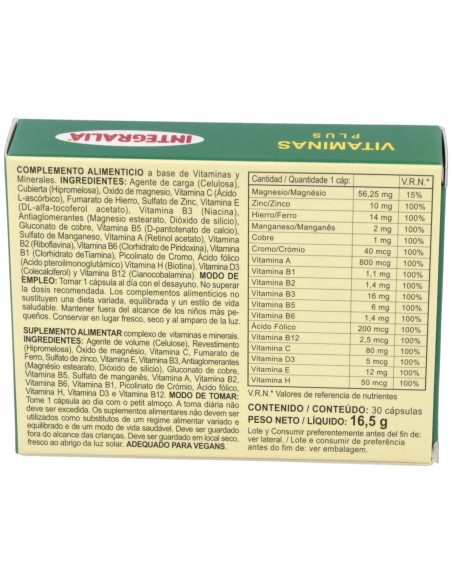 INTEGRALIA
VITAMINAS
PLUS
COMPLEMENTO ALIMENTICIO a base de Vitaminas y
Minerales. INGREDIENTES: Agente de carga (Celulosa),
Cubierta (Hipromelosa), Oxido de magnesio, Vitamina C (Ácido
L-ascórbico), Fumarato de Hierro, Sulfato de Zinc, Vitamina E
(DL-alfa-tocoferol acetato), Vitamina B3 (Niacina),
Antiaglomerantes (Magnesio estearato, Dióxido de silicio),
Gluconato de cobre, Vitamina B5 (D-pantotenato de calcio),
Sulfato de Manganeso, Vitamina A (Retinol acetato), Vitamina
B2 (Riboflavina), Vitamina B6 (Clorhidrato de Piridoxina), Vitamina
B1 (Clorhidrato deTiamina), Picolinato de Cromo, Ácido fólico
(Ácido pteroilmonoglutámico) Vitamina H (Biotina), Vitamina D3
(Colecalciferol) y Vitamina B12 (Cianocobalamina). MODO DE
EMPLEO: Tomar 1 cápsula al día con el desayuno. No superar
la dosis recomendada. Los complementos alimenticios no
sustituyen una dieta variada, equilibrada y un estilo de vida
saludable. Mantener fuera del alcance de los niños más pe-
queños. Conservar en lugar fresco, seco y al amparo de la luz.
SUPLEMENTO ALIMENTAR complexo de vitaminas e minerais.
INGREDIENTES: Agente de volume (Celulose), Revestimento
(Hipromelose), Óxido de magnésio, Vitamina C, Fumarato de
Ferro, Sulfato de zinco, Vitamina E, Vitamina B3, Antiaglomerantes
(Magnésio estearato, Dióxido de silício), Gluconato de cobre,
Vitamina B5, Sulfato de manganês, Vitamina A, Vitamina B2,
Vitamina B6, Vitamina B1, Picolinato de Crómio, Ácido fólico,
Vitamina H, Vitamina D3 e Vitamina B12. MODO DE TOMAR:
Tome 1 cápsula ao dia com o petit almoço. A toma diária não
deve ser excedida. Os suplementos alimentares não devem ser
utilizados como substitutos de um regime alimentar variado e
equilibrado e de um modo de vida saudável. Deve ser guardado
fora do alcance das crianças. Deve ser guardado em local seco,
fresco ao abrigo da luz solar. ADEQUADO PARA VEGANS.
Cantidad / Quantidade 1 cáp: V.R.N.*
Magnesio/Magnésio 56,25 mg 15%
Zinc/Zinco 10 mg 100%
Hierro/Ferro 14 mg 100%
Manganeso/Manganês 2 mg 100%
Cobre 1 mg 100%
Cromo/Crómio 40 mcg 100%
Vitamina A 800 mcg 100%
Vitamina B1 1,1 mg 100%
Vitamina B2 1,4 mg 100%
Vitamina B3 16 mg 100%
Vitamina B5 6 mg 100%
Vitamina B6 1,4 mg 100%
Ácido Fólico 200 mcg 100%
Vitamina B12 2,5 mcg 100%
Vitamina C 80 mg 100%
Vitamina D3 5 mcg 100%
Vitamina E 12 mg 100%
Vitamina H 50 mcg 100%
V.R.N.* Valores de referencia de nutrientes
CONTENIDO / CONTEÚDO: 30 cápsulas
PESO NETO / LÍQUIDO: 16,5 g
Lote y Consumir preferentemente antes del fin de:
ver lateral. / Lote e consumir de preferência
antes do fim de: ver embalagem.